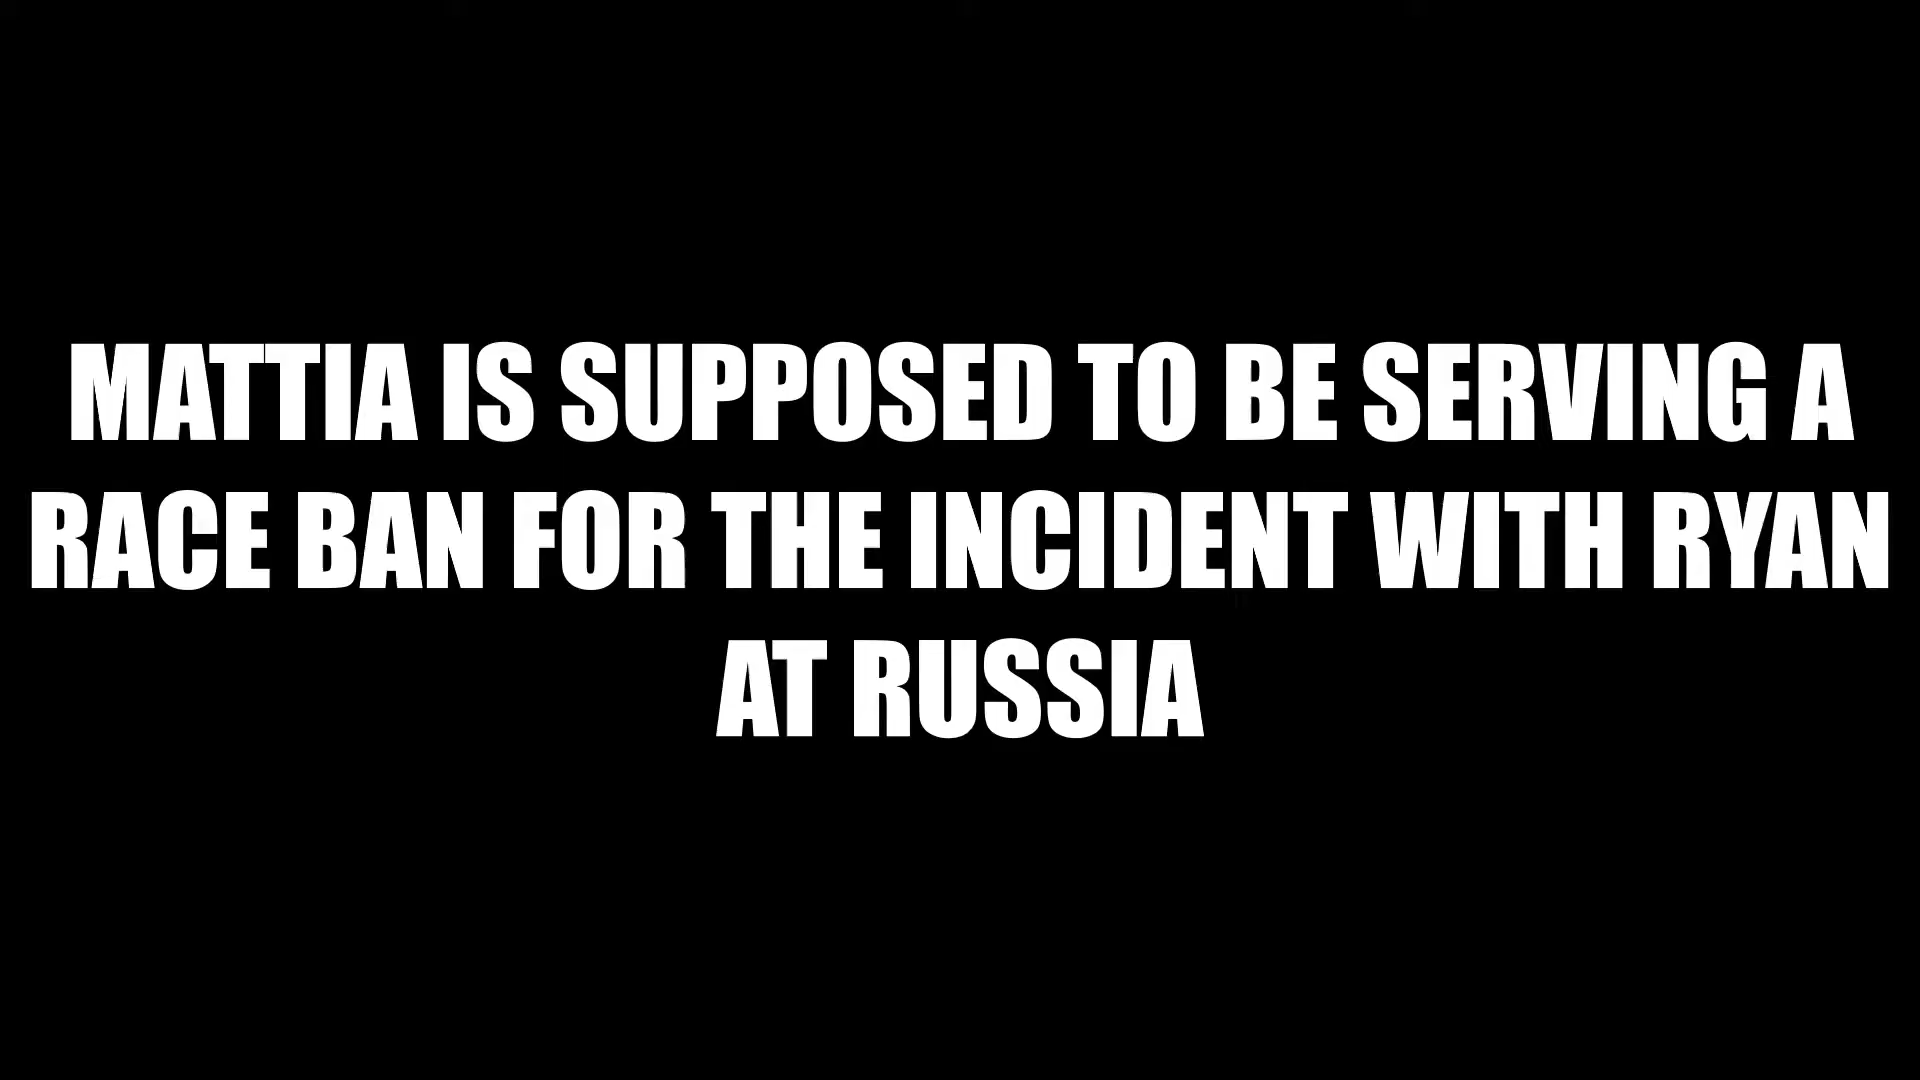 MATTIA IS SUPPOSED TO BE SERVING A
RACE BAN FOR THE INCIDENT WITH RYAN
AT RUSSIA